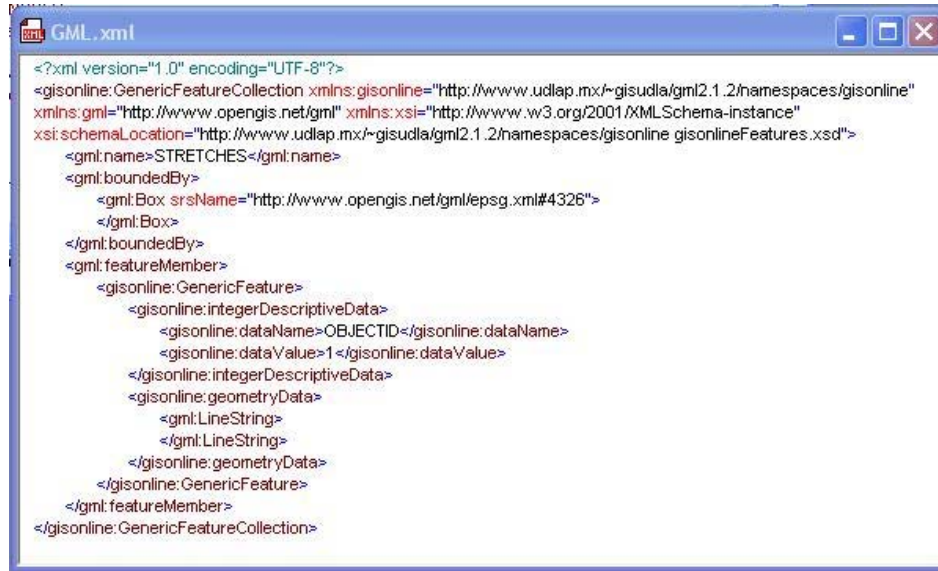 GML.xml
<?xml version="1.0" encoding="UTF-8"?>
<gisonline:GenericFeatureCollection xmlns:gisonline="http://www.udlap.mx/~gisudla/gml2.1.2/namespaces/gisonline"
xmlns:gml="http://www.opengis.net/gml" xmlns:xsi="http://www.w3.org/2001/XMLSchema-instance"
xsi:schemaLocation="http://www.udlap.mx/~gisudla/gml2.1.2/namespaces/gisonline gisonlineFeatures.xsd">
<gml:name>STRETCHES</gml:name>
<gml:boundedBy>
<gml:Box srsName="http://www.opengis.net/gml/epsg.xml#4326">
</gml:Box>
</gml:boundedBy>
<gml:featureMember>
<gisonline:GenericFeature>
<gisonline:integerDescriptiveData>
<gisonline:dataName>OBJECTID</gisonline:dataName>
<gisonline:dataValue>1</gisonline:dataValue>
</gisonline:integerDescriptiveData>
<gisonline:geometryData>
<gml:LineString>
</gml:LineString>
</gisonline:geometryData>
</gisonline:GenericFeature>
</gml:featureMember>
</gisonline:GenericFeatureCollection>